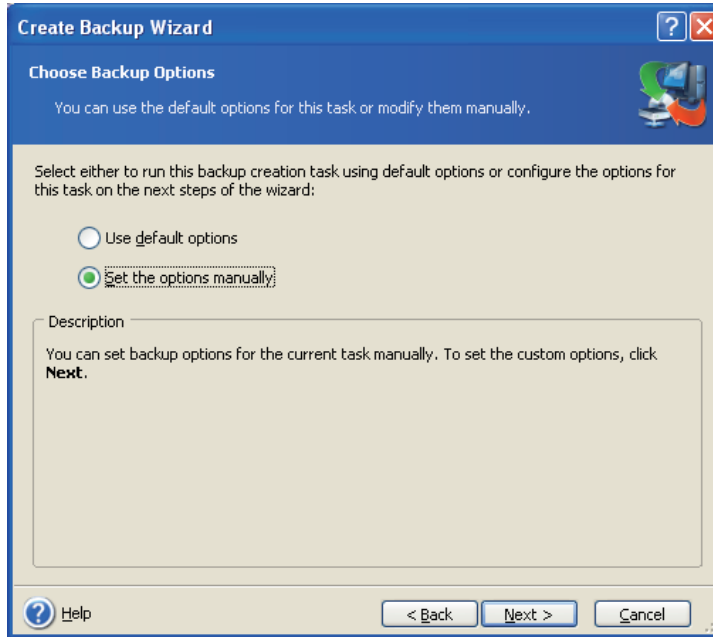 Create Backup Wizard
Choose Backup Options
You can use the default options for this task or modify them manually.
Select either to run this backup creation task using default options or configure the options for
this task on the next steps of the wizard:
Use default options
Set the options manually
Description
You can set backup options for the current task manually. To set the custom options, click
Next.
Help
< Back
Next >
Cancel